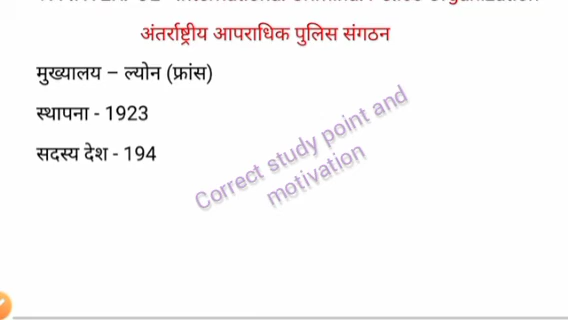 अंतर्राष्ट्रीय आपराधिक पुलिस संगठन
मुख्यालय – ल्योन (फ्रांस)
स्थापना - 1923
सदस्य देश - 194
Correct study point and
motivation